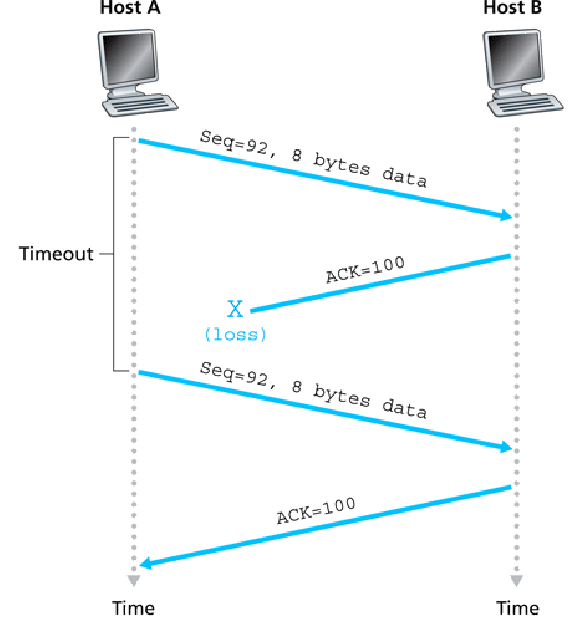 Host A
Host B
Seq=92, 8 bytes data
Timeout
ACK=100
X
(loss)
Seq=92, 8 bytes data
ACK=100
Time
Time